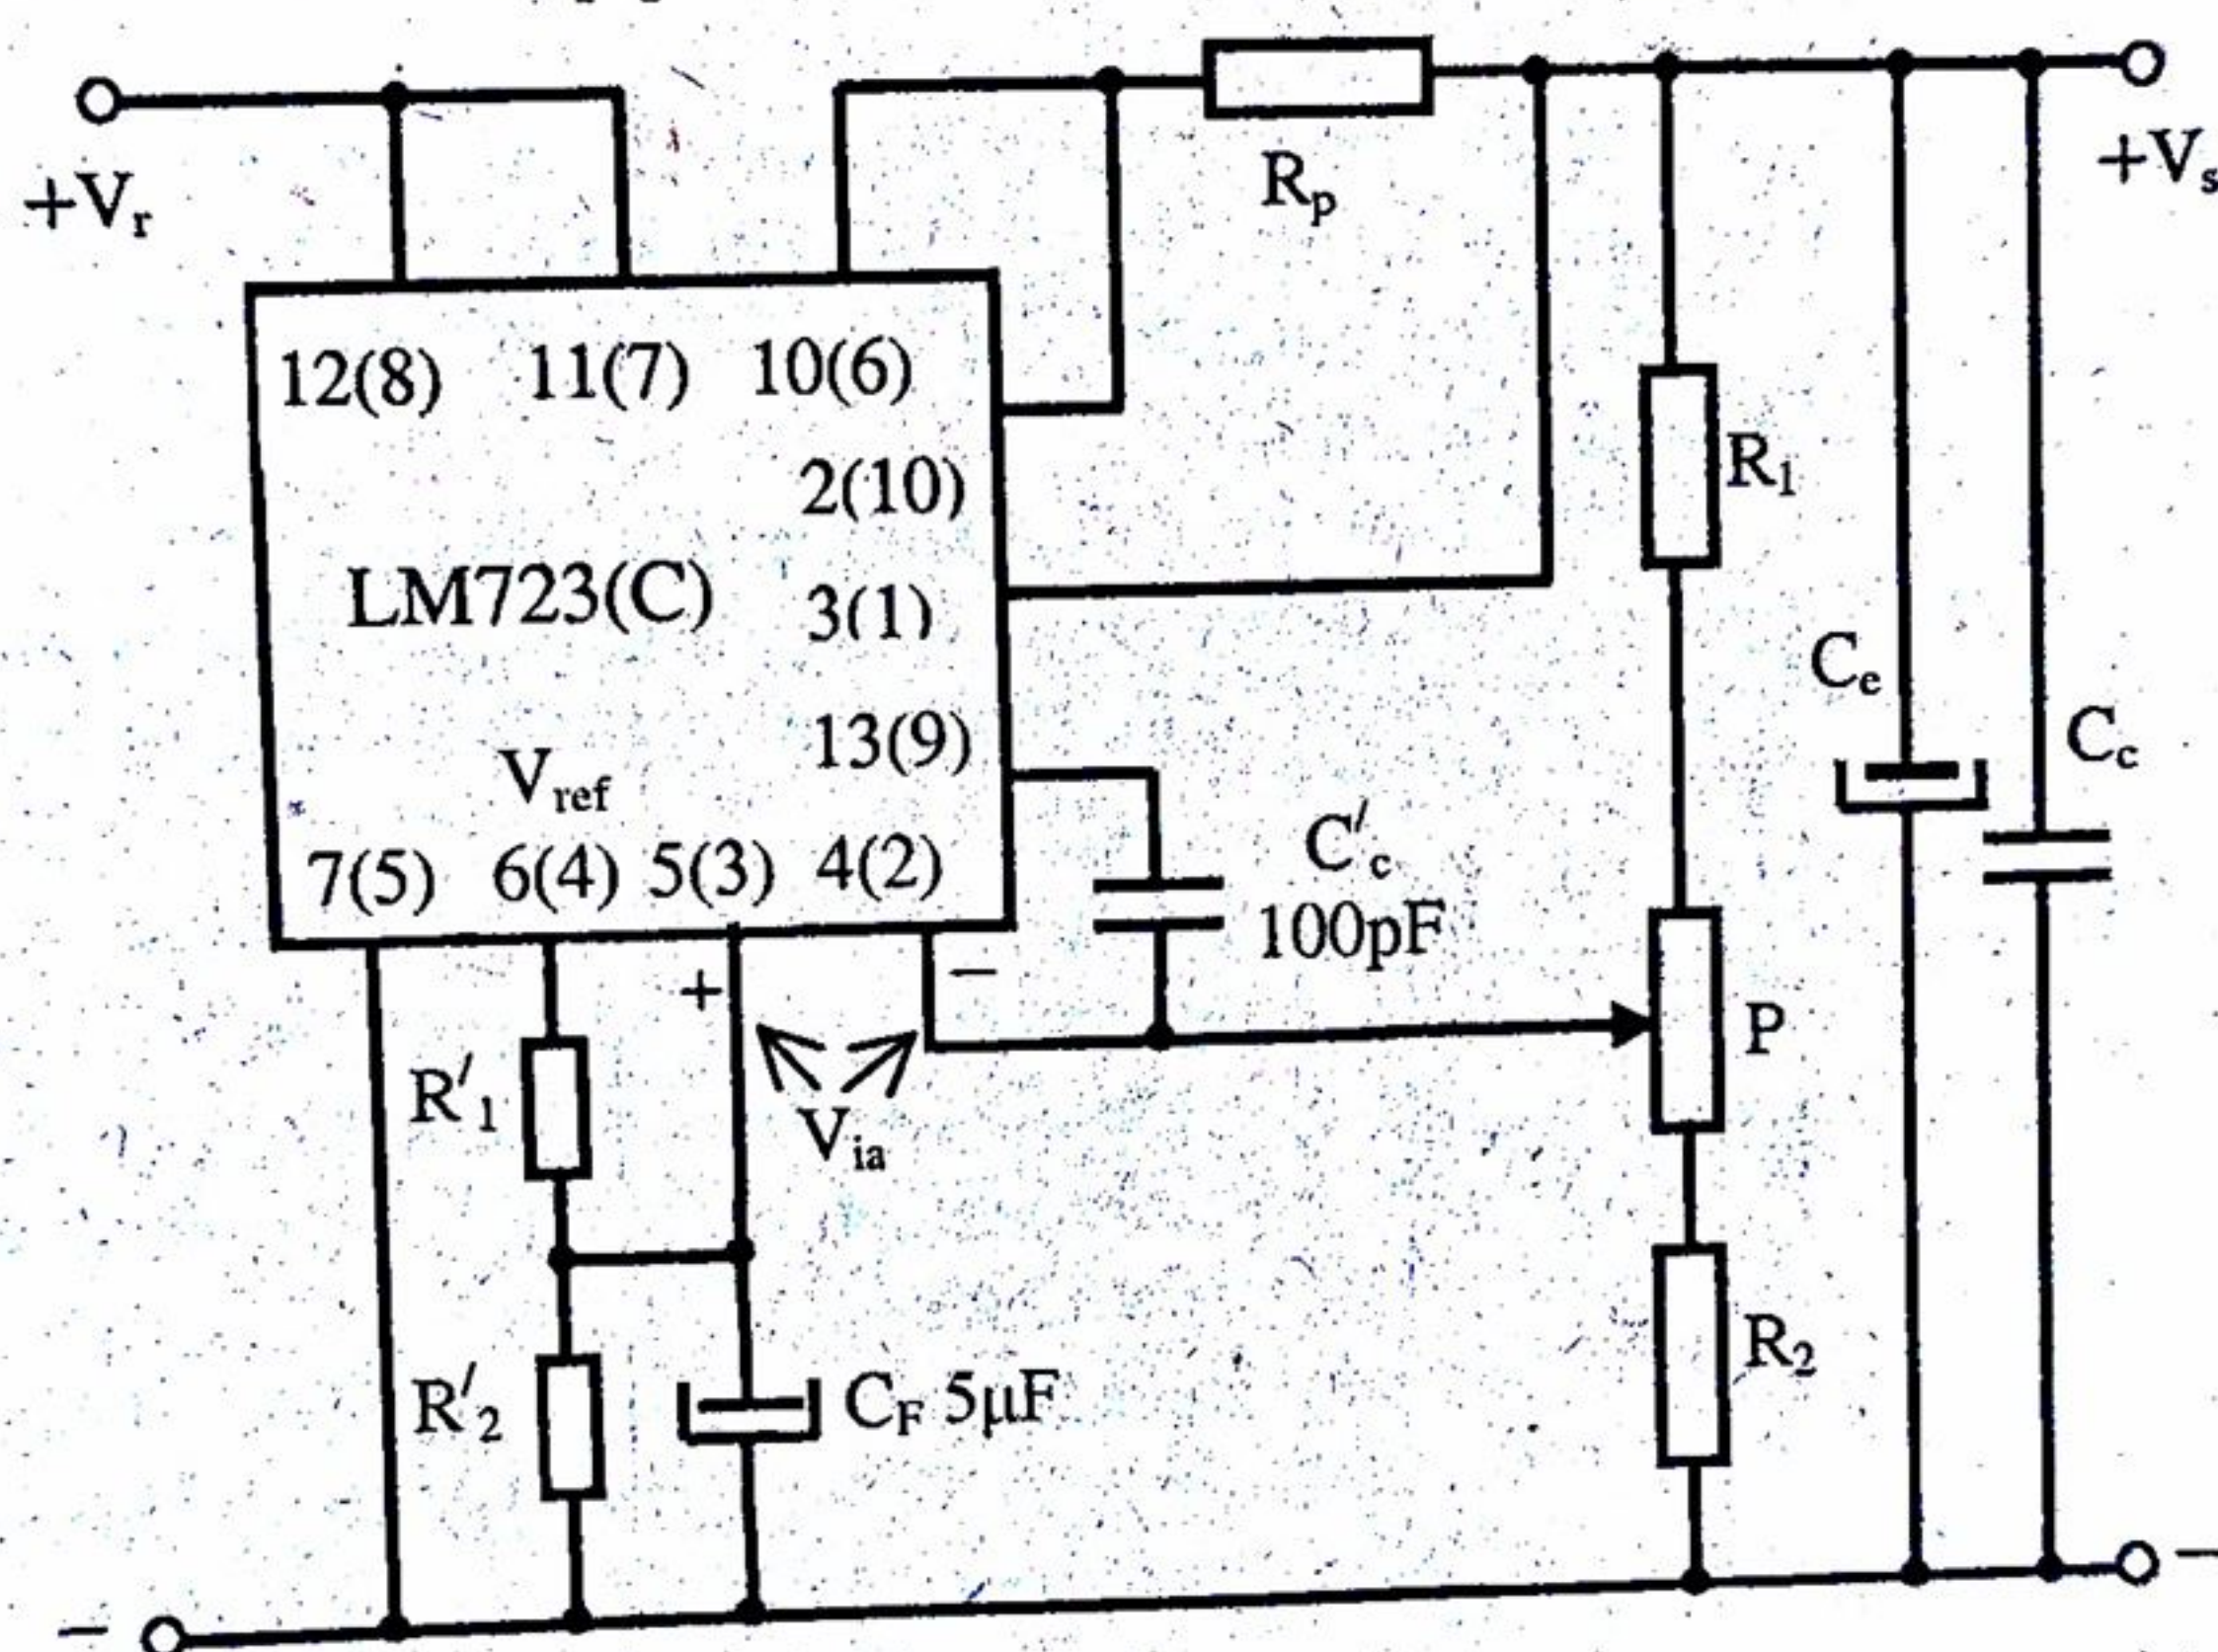 +Vr
Rp
+Vs
12(8) 11(7) 10(6)
2(10)
R1
LM723(C) 3(1)
Ce
13(9)
Cc
Vref
C′c
100pF
7(5) 6(4) 5(3) 4(2)
+
−
P
R′1
Via
R2
R′2
CF 5µF
−
−